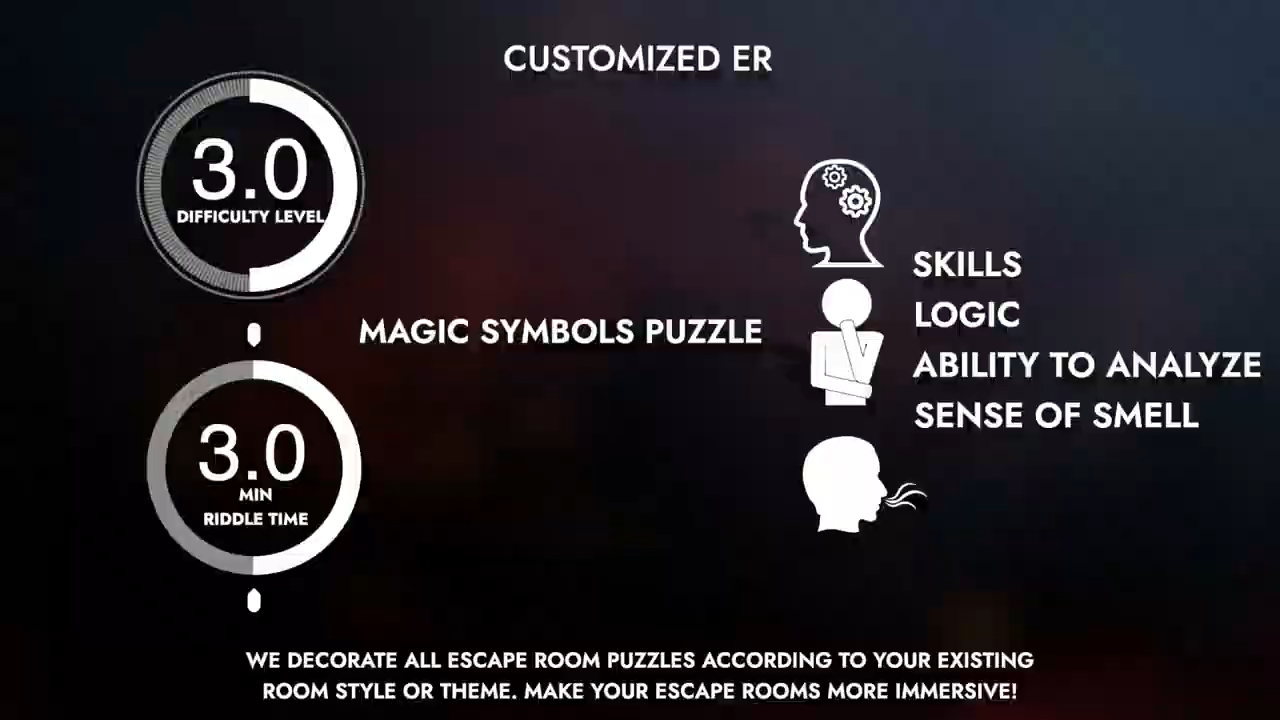 CUSTOMIZED ER
3.0
DIFFICULTY LEVEL
3.0
MIN
RIDDLE TIME
MAGIC SYMBOLS PUZZLE
SKILLS
LOGIC
ABILITY TO ANALYZE
SENSE OF SMELL
WE DECORATE ALL ESCAPE ROOM PUZZLES ACCORDING TO YOUR EXISTING
ROOM STYLE OR THEME. MAKE YOUR ESCAPE ROOMS MORE IMMERSIVE!